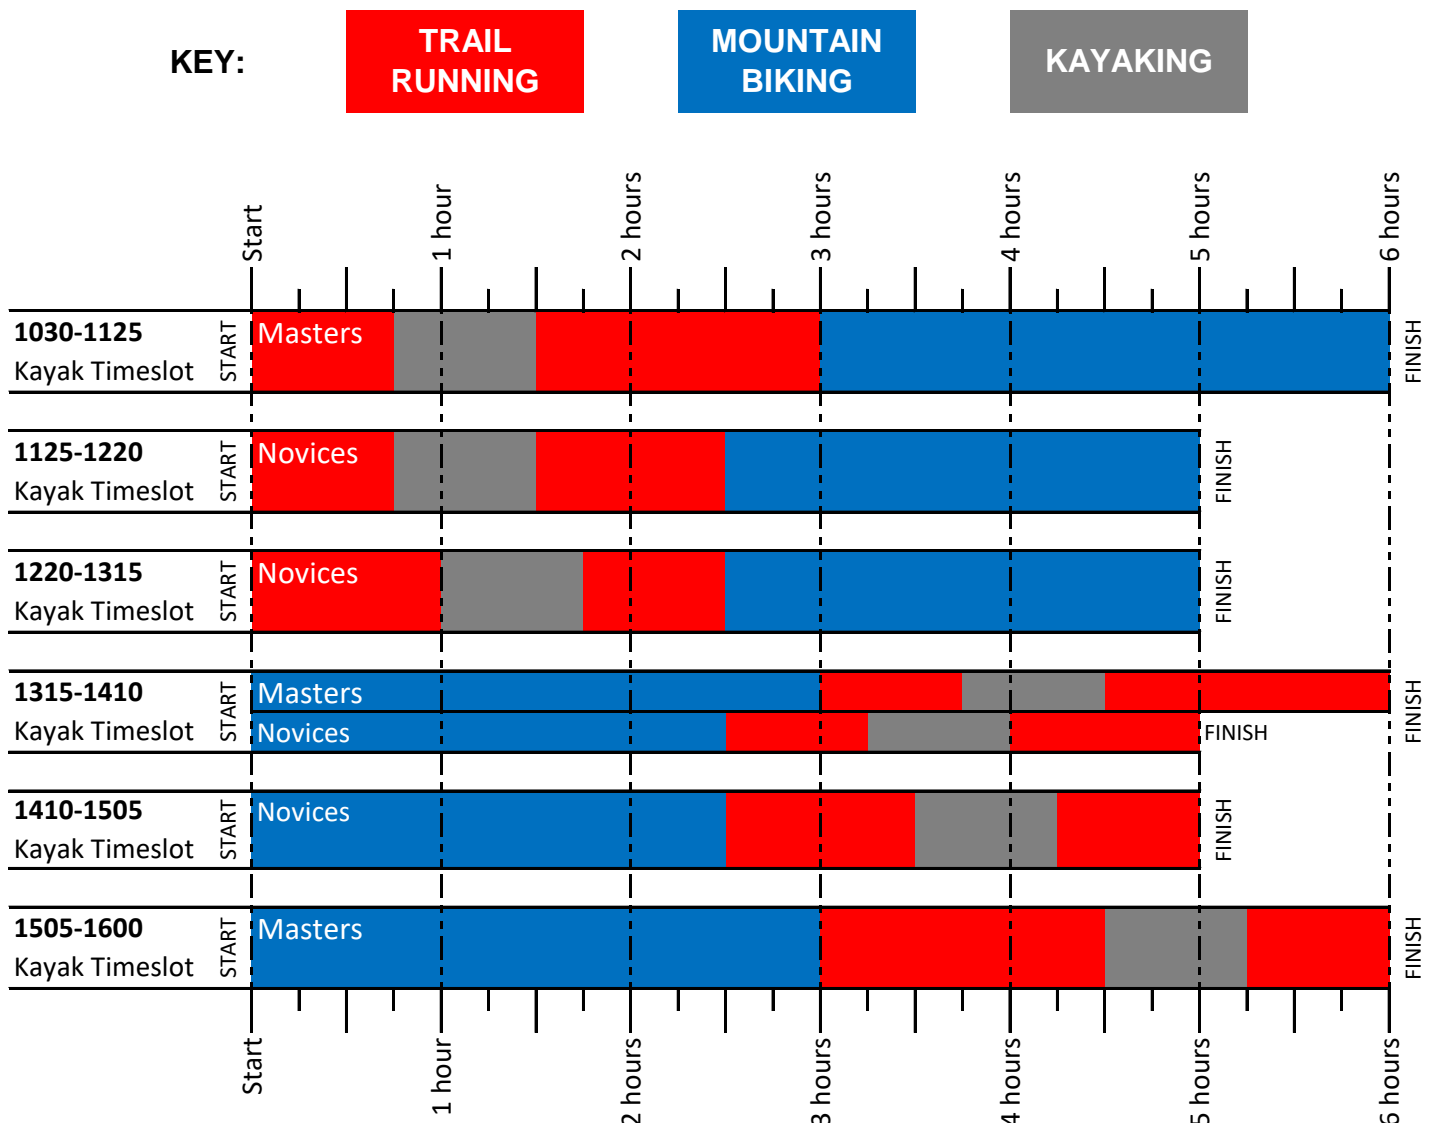 KEY:
TRAIL
RUNNING
MOUNTAIN
BIKING
KAYAKING
Start
1 hour
2 hours
3 hours
4 hours
5 hours
6 hours
1030-1125
Kayak Timeslot
START
Masters
FINISH
1125-1220
Kayak Timeslot
START
Novices
FINISH
1220-1315
Kayak Timeslot
START
Novices
FINISH
1315-1410
Kayak Timeslot
START
Masters
Novices
FINISH
FINISH
1410-1505
Kayak Timeslot
START
Novices
FINISH
1505-1600
Kayak Timeslot
START
Masters
FINISH
Start
1 hour
2 hours
3 hours
4 hours
5 hours
6 hours